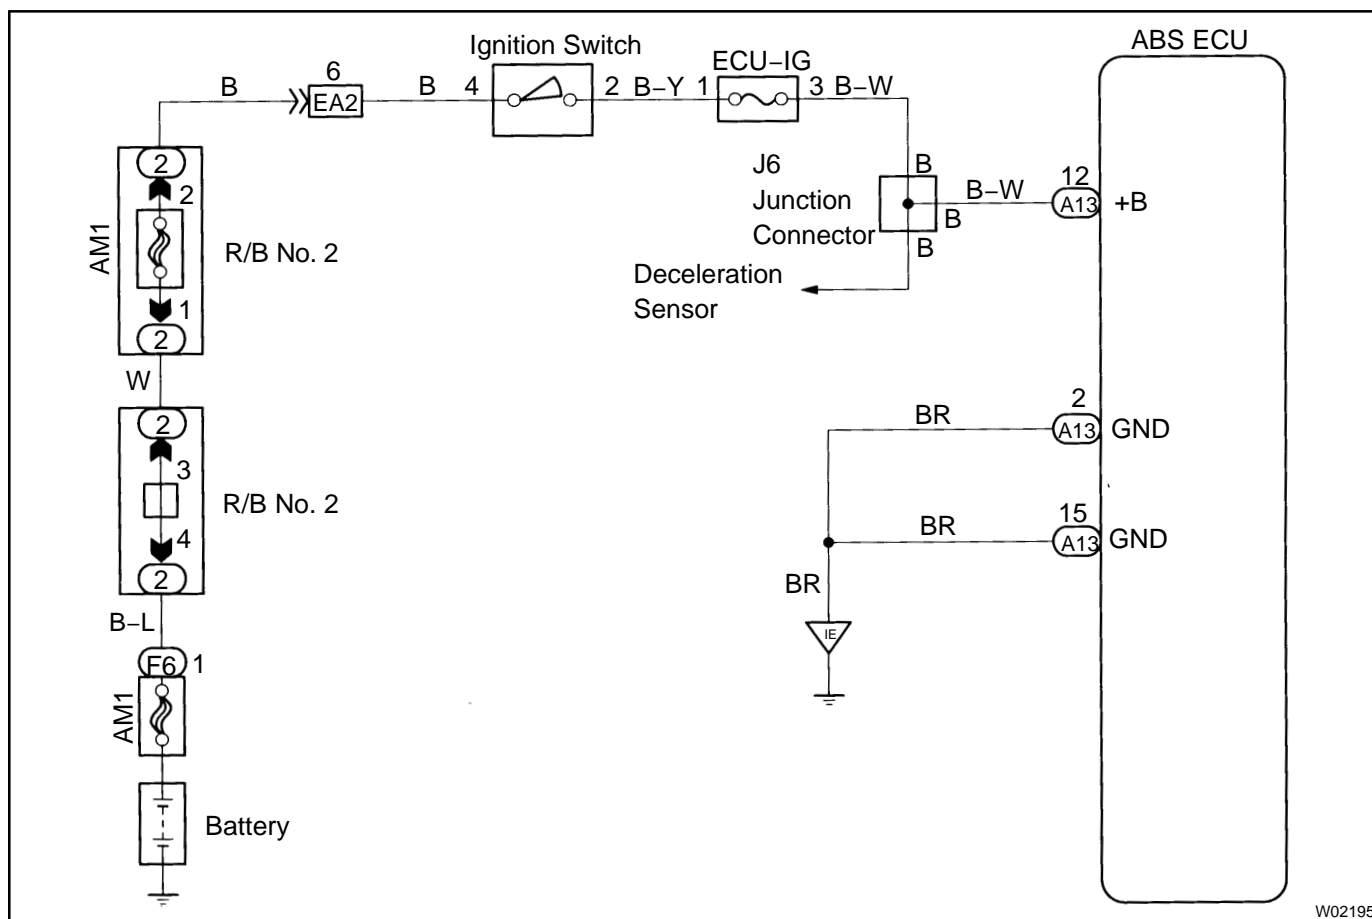 Ignition Switch
ECU−IG
ABS ECU
B
6
EA2
B
4
2
B−Y
1
3
B−W
J6
Junction
Connector
B
B
B
B−W
12
A13
+B
Deceleration
Sensor
AM1
2
2
1
2
R/B No. 2
W
2
3
4
2
R/B No. 2
B−L
F6
1
AM1
Battery
BR
2
A13
GND
BR
15
A13
GND
BR
IE
W02195